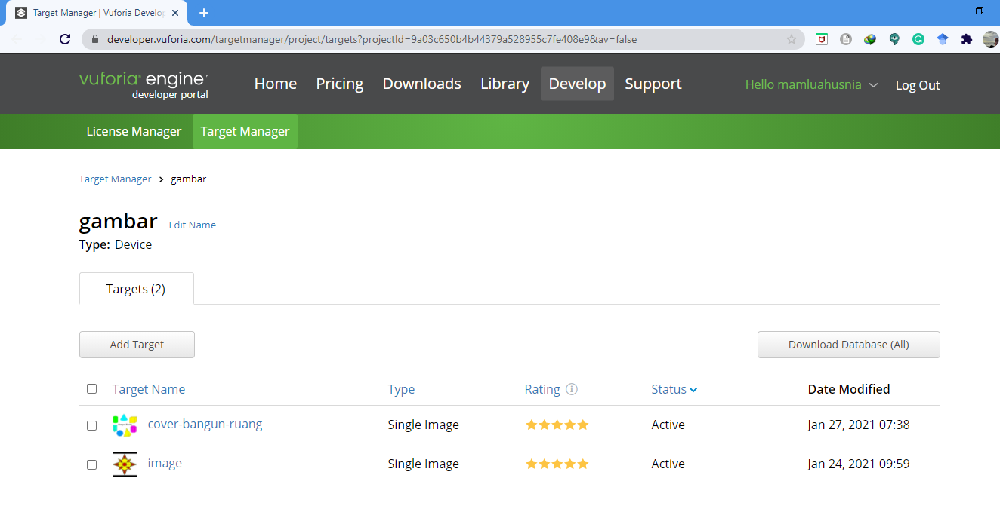 Target Manager | Vuforia Develop
developer.vuforia.com/targetmanager/project/targets?projectId=9a03c650b4b44379a528955c7fe408e9&av=false
vuforia engine™
developer portal
Home Pricing Downloads Library Develop Support
Hello mamluahusnia Log Out
License Manager Target Manager
Target Manager > gambar
gambar Edit Name
Type: Device
Targets (2)
Add Target Download Database (All)
Target Name Type Rating Status Date Modified
cover-bangun-ruang Single Image Active Jan 27, 2021 07:38
image Single Image Active Jan 24, 2021 09:59